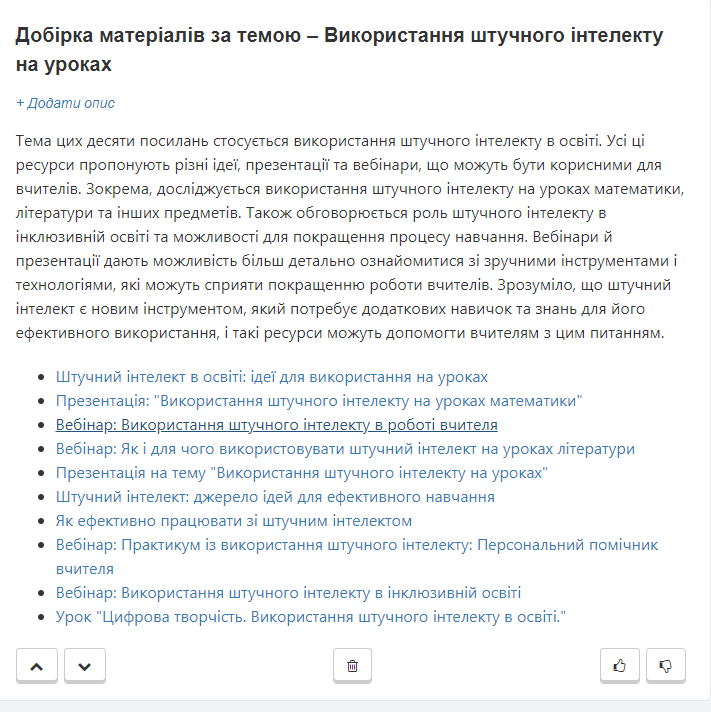 Добірка матеріалів за темою – Використання штучного інтелекту
на уроках
+ Додати опис
Тема цих десяти посилань стосується використання штучного інтелекту в освіті. Усі ці
ресурси пропонують різні ідеї, презентації та вебінари, що можуть бути корисними для
вчителів. Зокрема, досліджується використання штучного інтелекту на уроках математики,
літератури та інших предметів. Також обговорюється роль штучного інтелекту в
інклюзивній освіті та можливості для покращення процесу навчання. Вебінари й
презентації дають можливість більш детально ознайомитися зі зручними інструментами і
технологіями, які можуть сприяти покращенню роботи вчителів. Зрозуміло, що штучний
інтелект є новим інструментом, який потребує додаткових навичок та знань для його
ефективного використання, і такі ресурси можуть допомогти вчителям з цим питанням.
• Штучний інтелект в освіті: ідеї для використання на уроках
• Презентація: "Використання штучного інтелекту на уроках математики"
• Вебінар: Використання штучного інтелекту в роботі вчителя
• Вебінар: Як і для чого використовувати штучний інтелект на уроках літератури
• Презентація на тему "Використання штучного інтелекту на уроках"
• Штучний інтелект: джерело ідей для ефективного навчання
• Як ефективно працювати зі штучним інтелектом
• Вебінар: Практикум із використання штучного інтелекту: Персональний помічник
вчителя
• Вебінар: Використання штучного інтелекту в інклюзивній освіті
• Урок "Цифрова творчість. Використання штучного інтелекту в освіті."